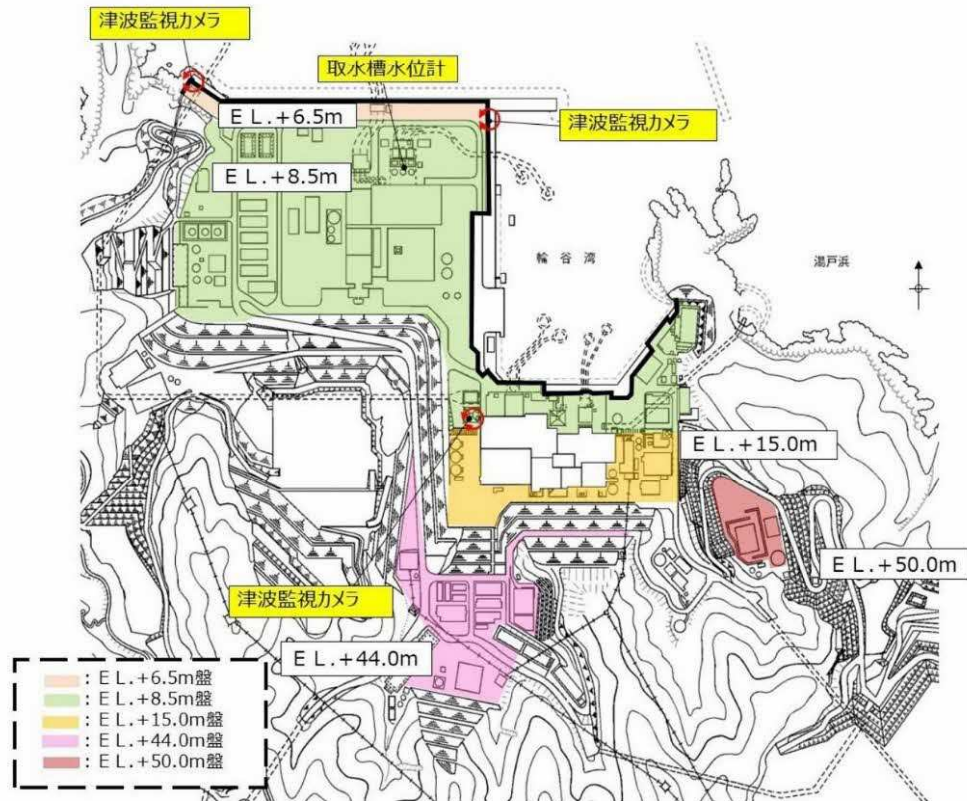 津波監視カメラ
取水槽水位計
ＥＬ.+6.5m
津波監視カメラ
ＥＬ.+8.5m
輪谷湾
湯戸浜
ＥＬ.+15.0m
ＥＬ.+50.0m
津波監視カメラ
ＥＬ.+44.0m
：ＥＬ.+6.5m盤
：ＥＬ.+8.5m盤
：ＥＬ.+15.0m盤
：ＥＬ.+44.0m盤
：ＥＬ.+50.0m盤